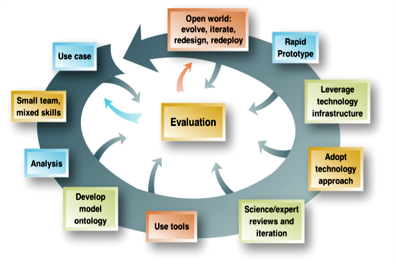 Open world:
evolve, iterate,
redesign, redeploy
Rapid
Prototype
Leverage
technology
infrastructure
Adopt
technology
approach
Science/expert
reviews and
iteration
Use tools
Develop
model
ontology
Analysis
Small team,
mixed skills
Use case
Evaluation